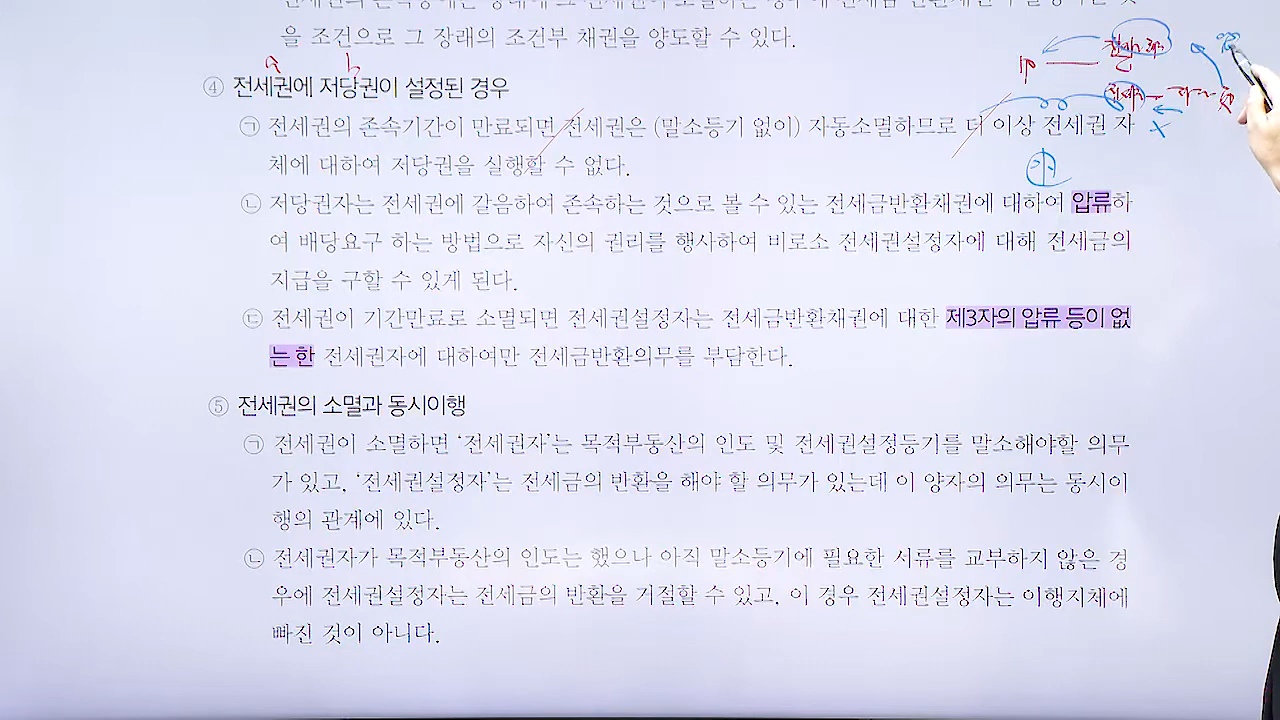 을 조건으로 그 장래의 조건부 채권을 양도할 수 있다.
④ 전세권에 저당권이 설정된 경우
㉠ 전세권의 존속기간이 만료되면 전세권은 (말소등기 없이) 자동소멸하므로 더 이상 전세권 자
체에 대하여 저당권을 실행할 수 없다.
㉡ 저당권자는 전세권에 갈음하여 존속하는 것으로 볼 수 있는 전세금반환채권에 대하여 압류하
여 배당요구 하는 방법으로 자신의 권리를 행사하여 비로소 전세권설정자에 대해 전세금의
지급을 구할 수 있게 된다.
㉢ 전세권이 기간만료로 소멸되면 전세권설정자는 전세금반환채권에 대한 제3자의 압류 등이 없
는 한 전세권자에 대하여만 전세금반환의무를 부담한다.
⑤ 전세권의 소멸과 동시이행
㉠ 전세권이 소멸하면 ‘전세권자’는 목적부동산의 인도 및 전세권설정등기를 말소해야할 의무
가 있고, ‘전세권설정자’는 전세금의 반환을 해야 할 의무가 있는데 이 양자의 의무는 동시이
행의 관계에 있다.
㉡ 전세권자가 목적부동산의 인도는 했으나 아직 말소등기에 필요한 서류를 교부하지 않은 경
우에 전세권설정자는 전세금의 반환을 거절할 수 있고, 이 경우 전세권설정자는 이행지체에
빠진 것이 아니다.